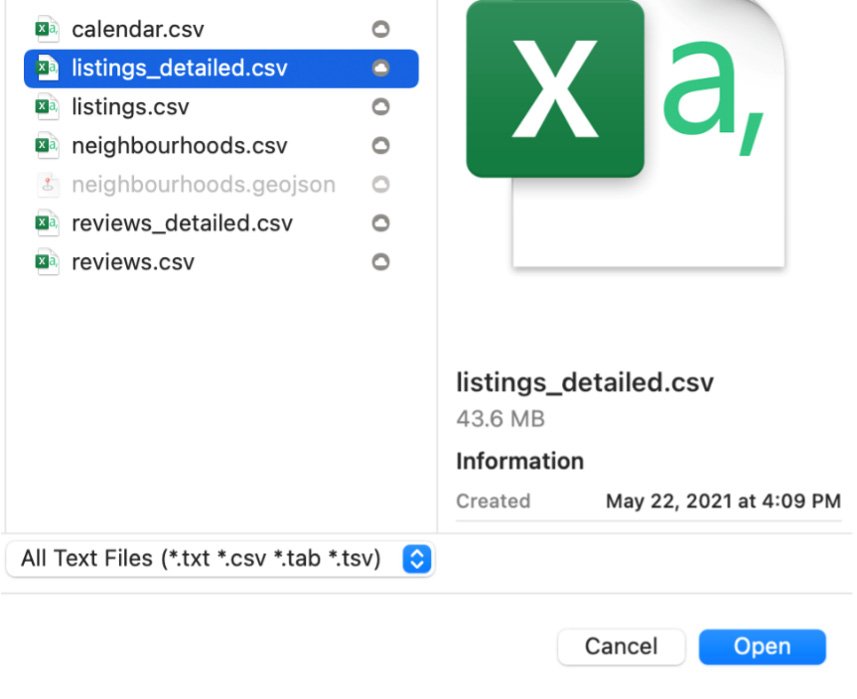 calendar.csv
listings_detailed.csv
listings.csv
neighbourhoods.csv
neighbourhoods.geojson
reviews_detailed.csv
reviews.csv
X a,
listings_detailed.csv
43.6 MB
Information
Created May 22, 2021 at 4:09 PM
All Text Files (*.txt *.csv *.tab *.tsv)
Cancel Open